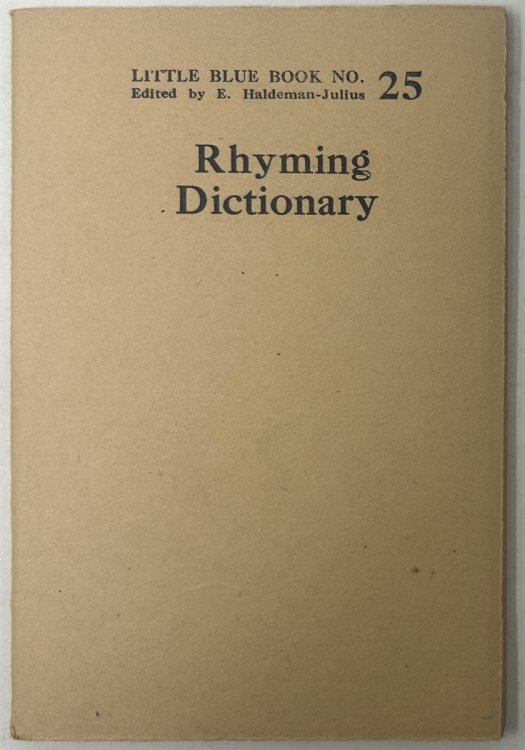 LITTLE BLUE BOOK NO. 25
Edited by E. Haldeman-Julius
Rhyming
Dictionary